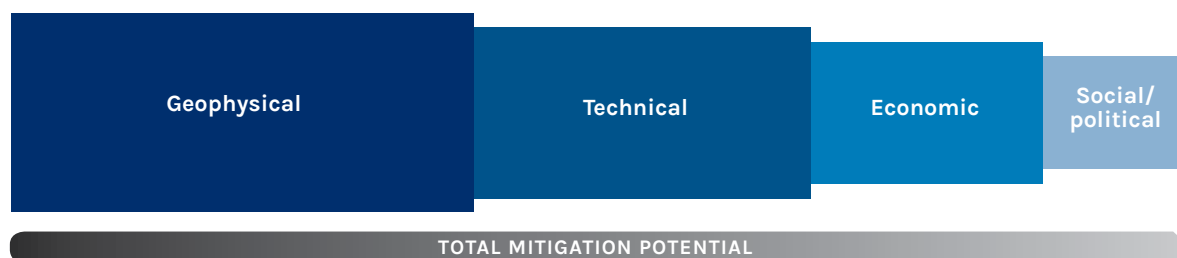 Geophysical
Technical
Economic
Social/
political
TOTAL MITIGATION POTENTIAL